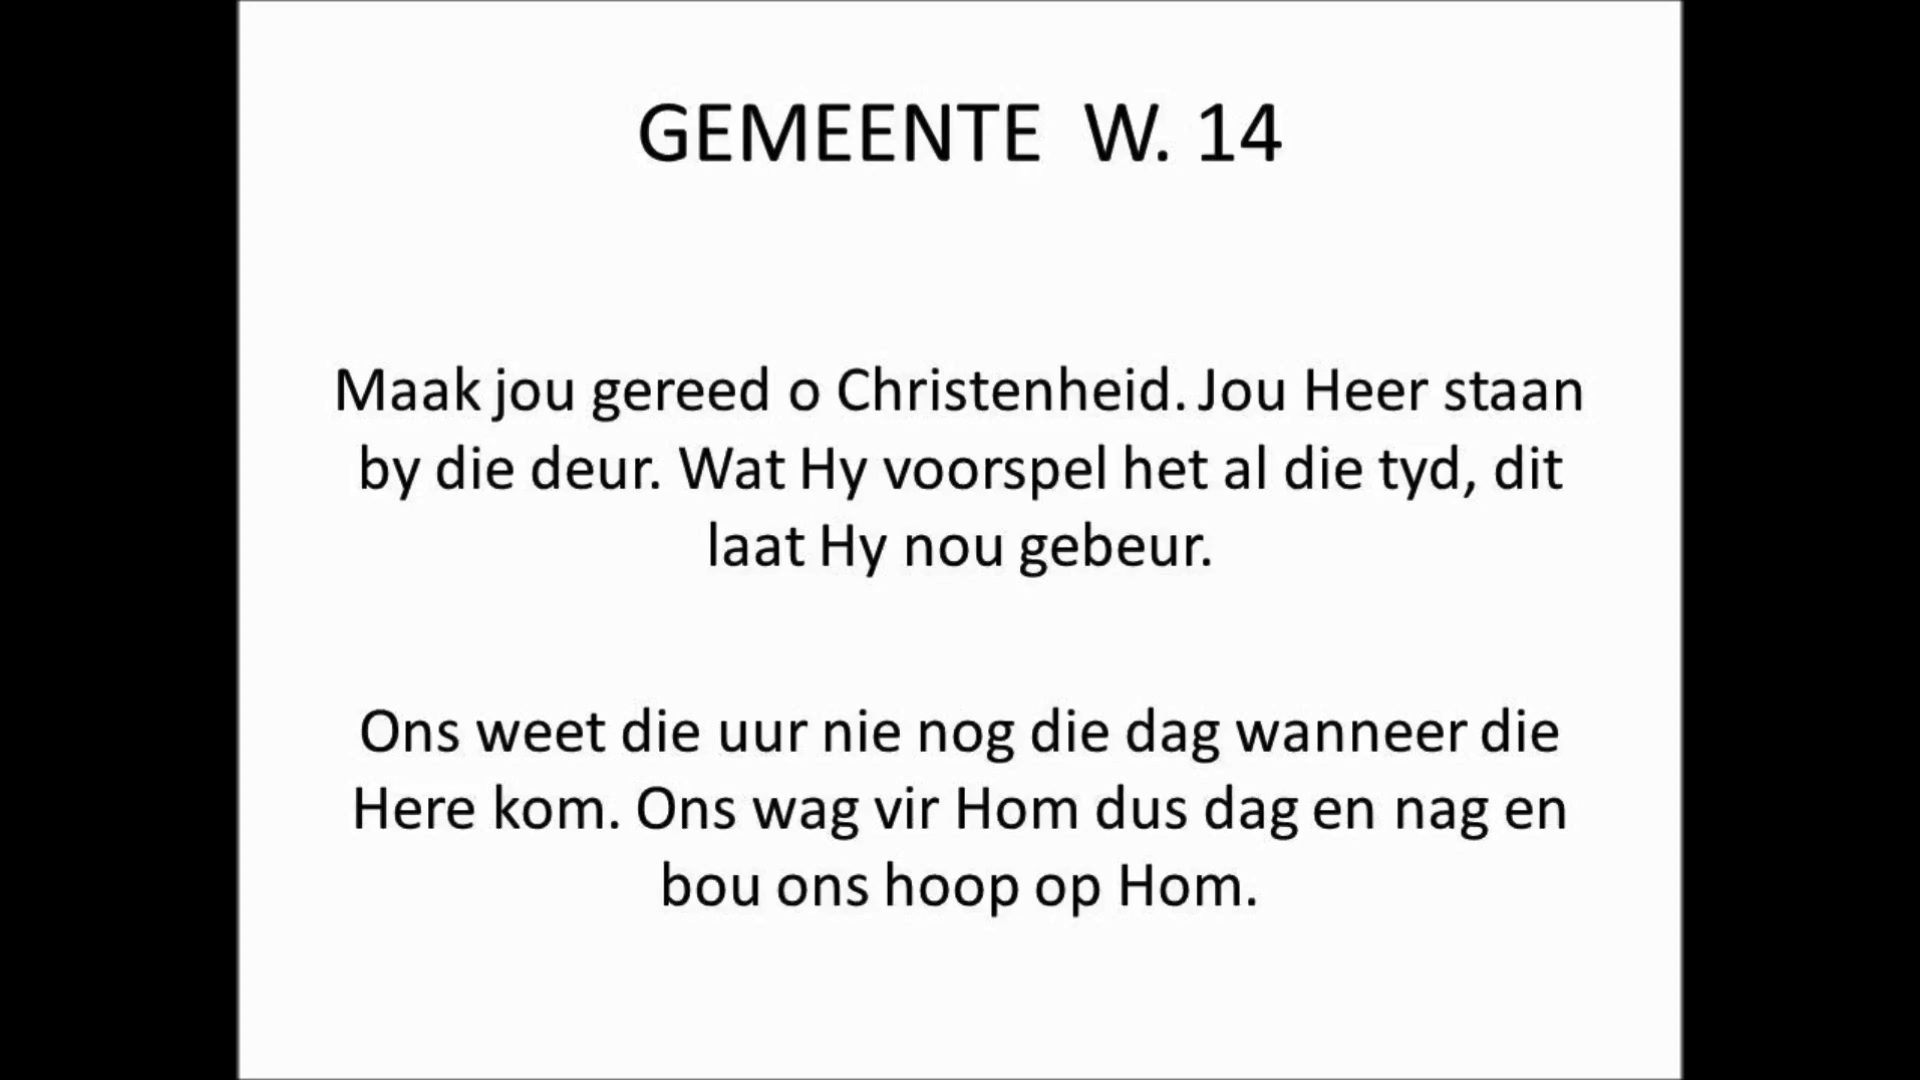 GEMEENTE W. 14
Maak jou gereed o Christenheid. Jou Heer staan
by die deur. Wat Hy voorspel het al die tyd, dit
laat Hy nou gebeur.
Ons weet die uur nie nog die dag wanneer die
Here kom. Ons wag vir Hom dus dag en nag en
bou ons hoop op Hom.